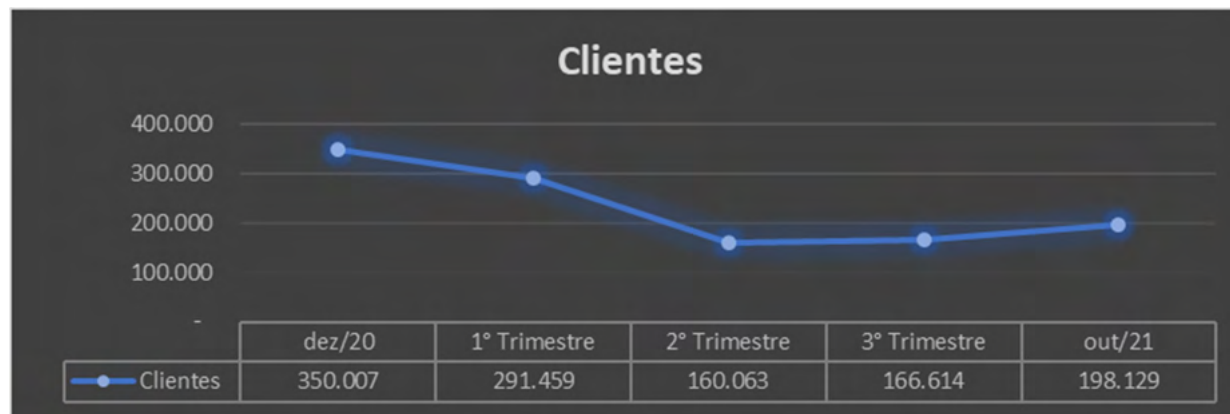 Clientes
400.000
300.000
200.000
100.000
-
dez/20 1° Trimestre 2° Trimestre 3° Trimestre out/21
Clientes 350.007 291.459 160.063 166.614 198.129